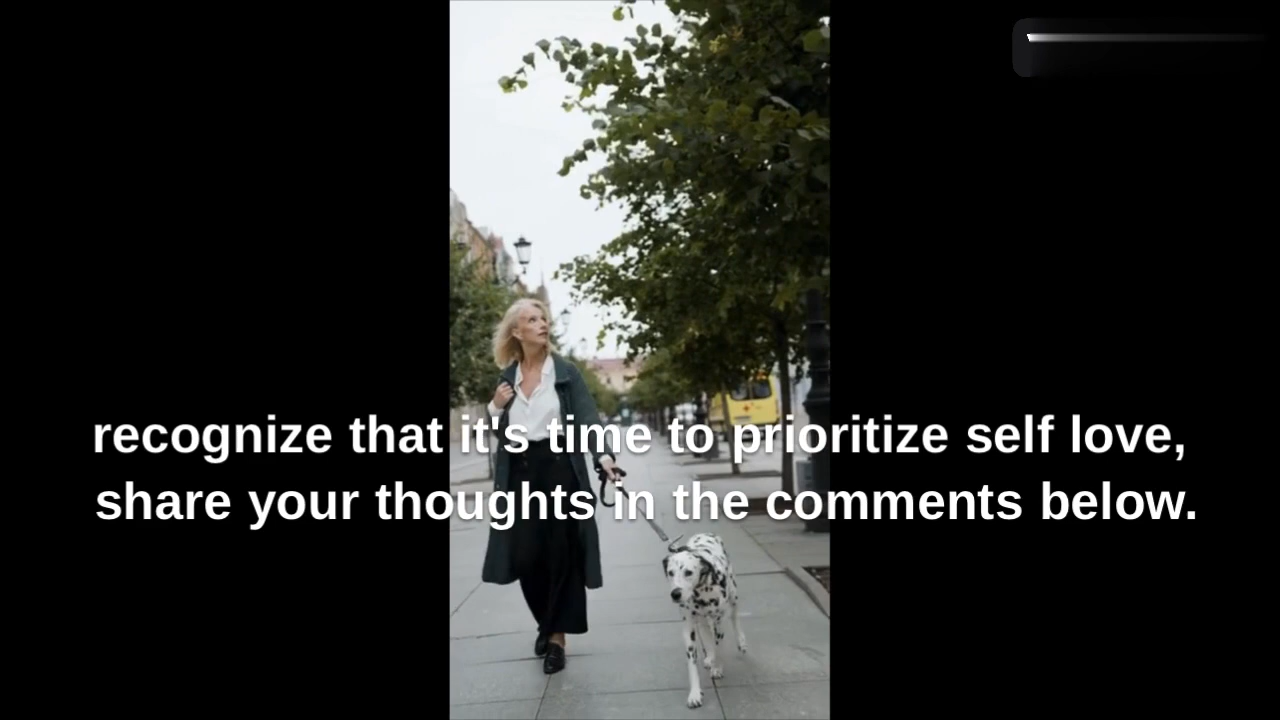 recognize that it's time to prioritize self love,
share your thoughts in the comments below.